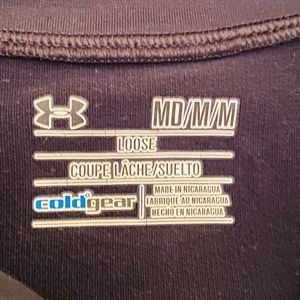 MD/M/M
LOOSE
COUPE LÂCHE/SUELTO
coldgear
MADE IN NICARAGUA
FABRIQUÉ AU NICARAGUA
HECHO EN NICARAGUA